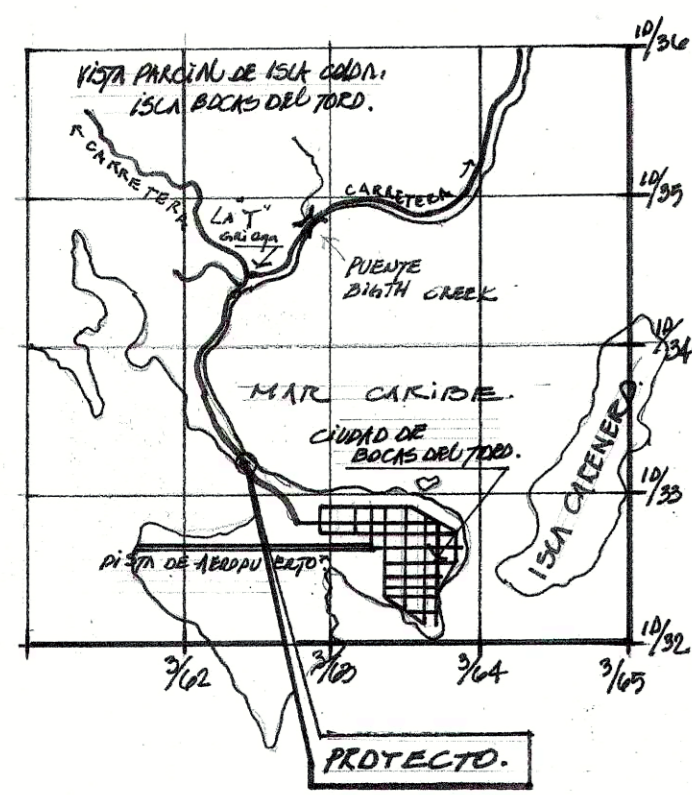 10/36
VISTA PARCIAL DE ISLA COLON.
ISLA BOCAS DEL TORO.
CARRETERA
CARRETERA
10/35
LA "T"
PUENTE
BIGTH CREEK
10/34
MAR CARIBE.
CIUDAD DE
BOCAS DEL TORO.
ISLA CARENERO.
10/33
PISTA DE AEROPUERTO
10/32
3/62
3/63
3/64
3/65
PROYECTO.